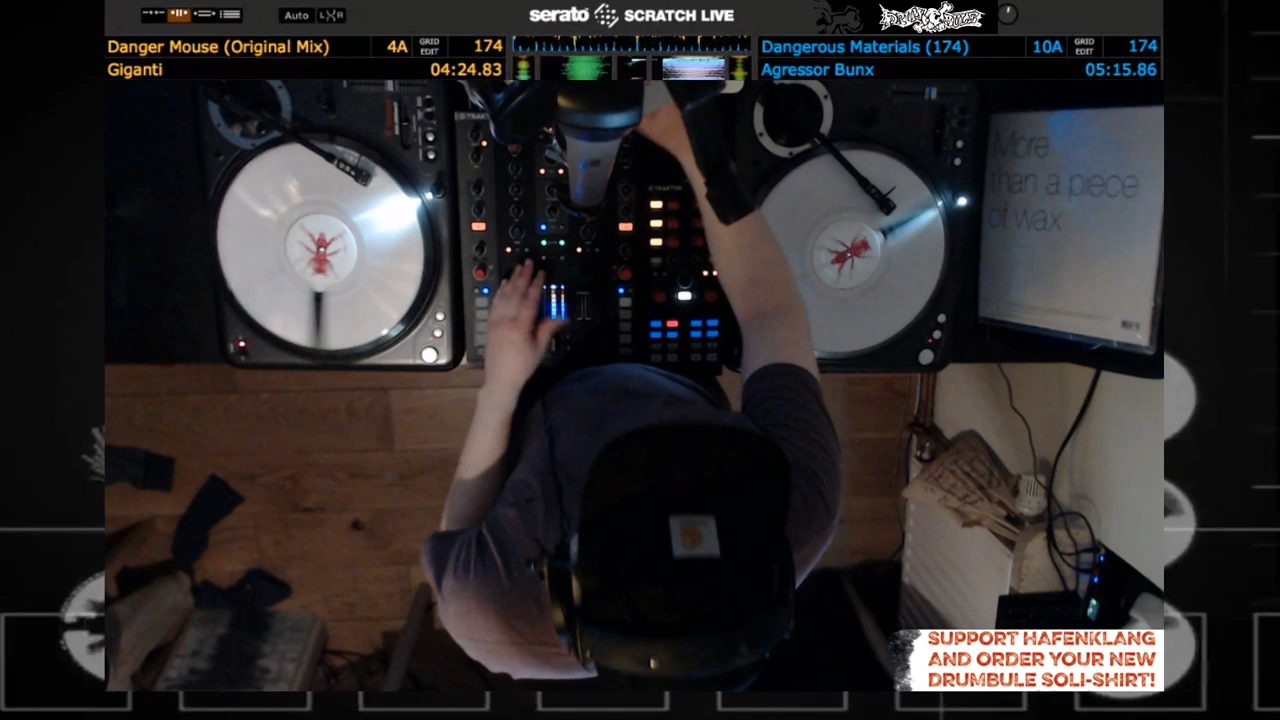 Auto
serato SCRATCH LIVE
Danger Mouse (Original Mix) 4A GRID EDIT 174
Giganti 04:24.83
Dangerous Materials (174) 10A GRID EDIT 174
Agressor Bunx 05:15.86
TRAKTOR
More
than a piece
of wax
SUPPORT HAFENKLANG
AND ORDER YOUR NEW
DRUMBULE SOLI-SHIRT!